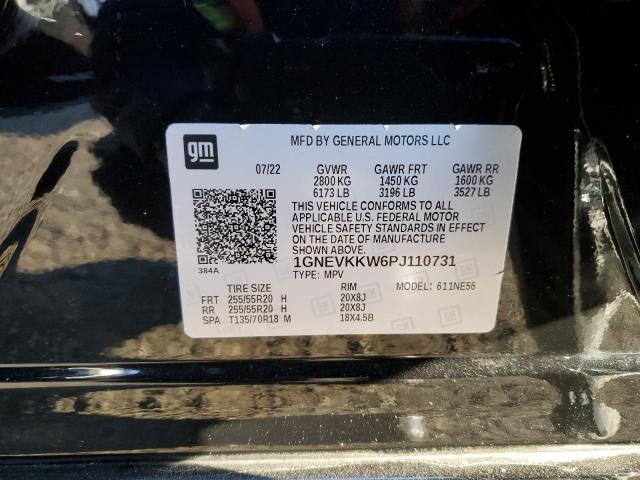 gm
MFD BY GENERAL MOTORS LLC
07/22 GVWR GAWR FRT GAWR RR
2800 KG 1450 KG 1600 KG
6173 LB 3196 LB 3527 LB
THIS VEHICLE CONFORMS TO ALL
APPLICABLE U.S. FEDERAL MOTOR
VEHICLE SAFETY STANDARDS IN EFFECT
ON THE DATE OF MANUFACTURE
SHOWN ABOVE.
384A
1GNEVKKW6PJ110731
TYPE: MPV MODEL: 611NE56
TIRE SIZE RIM
FRT 255/55R20 H 20X8J
RR 255/55R20 H 20X8J
SPA T135/70R18 M 18X4.5B